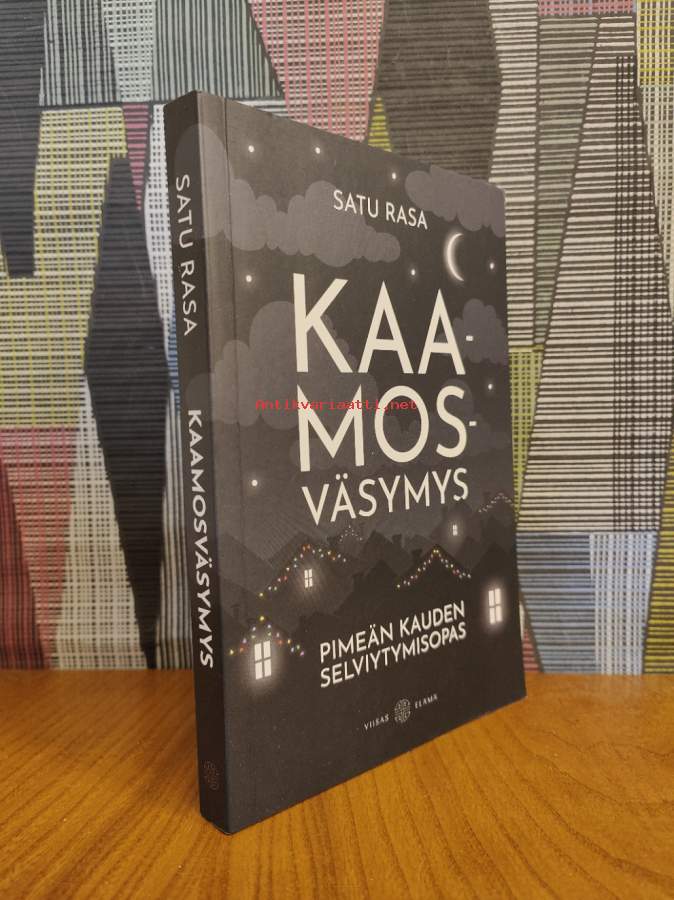 SATU RASA
KAAMOSVÄSYMYS
SATU RASA
KAA-
MOS-
VÄSYMYS
PIMEÄN KAUDEN
SELVIYTYMISOPAS
VIISAS ELÄMÄ
Antikvariaatti.net